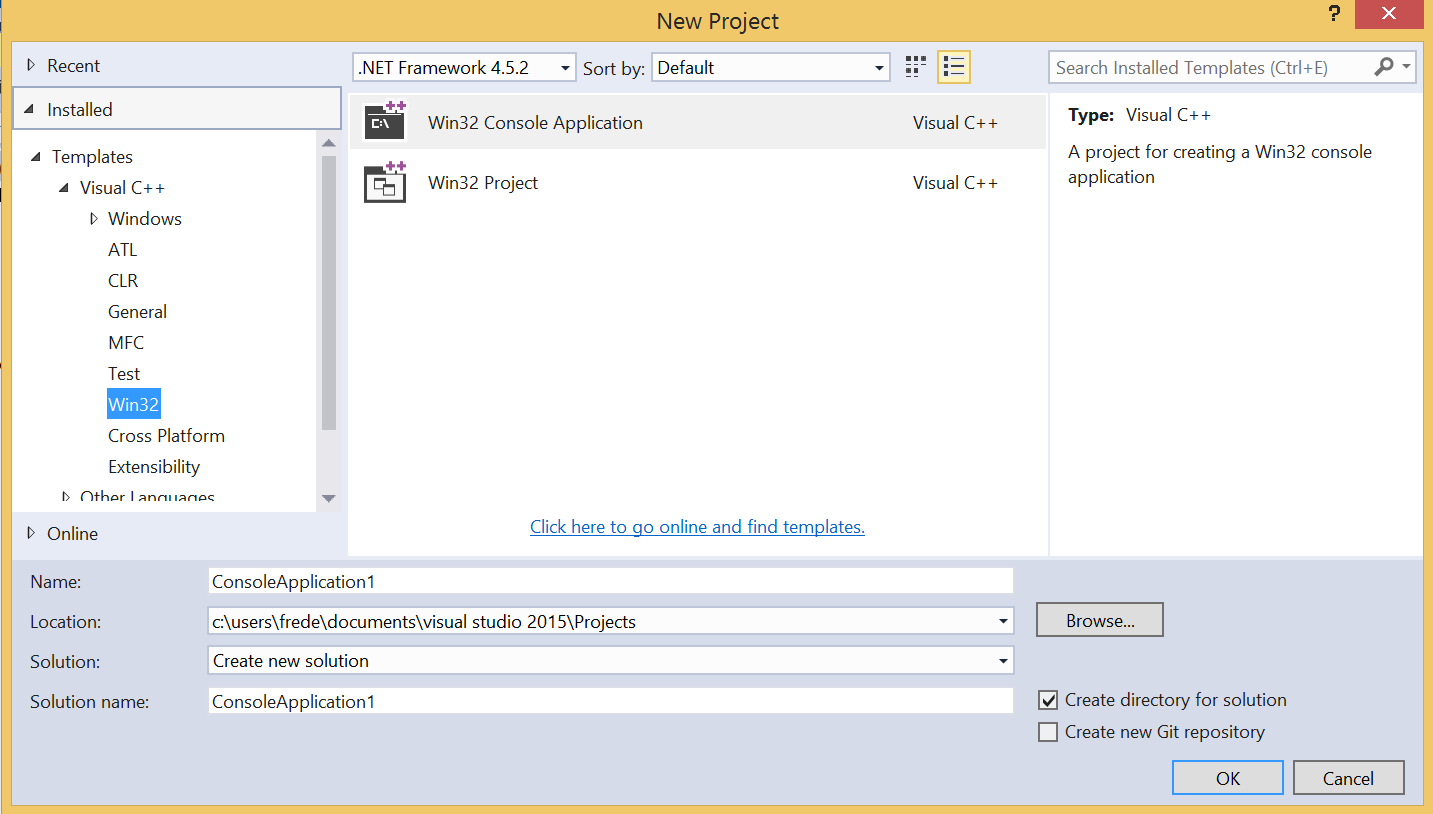 New Project
?
Recent
.NET Framework 4.5.2
Sort by:
Default
Search Installed Templates (Ctrl+E)
Installed
Templates
Visual C++
Windows
ATL
CLR
General
MFC
Test
Win32
Cross Platform
Extensibility
Other Languages
Online
C:\
Win32 Console Application
Visual C++
Win32 Project
Visual C++
Click here to go online and find templates.
Type: Visual C++
A project for creating a Win32 console
application
Name:
ConsoleApplication1
Location:
c:\users\frede\documents\visual studio 2015\Projects
Browse...
Solution:
Create new solution
Solution name:
ConsoleApplication1
Create directory for solution
Create new Git repository
OK
Cancel